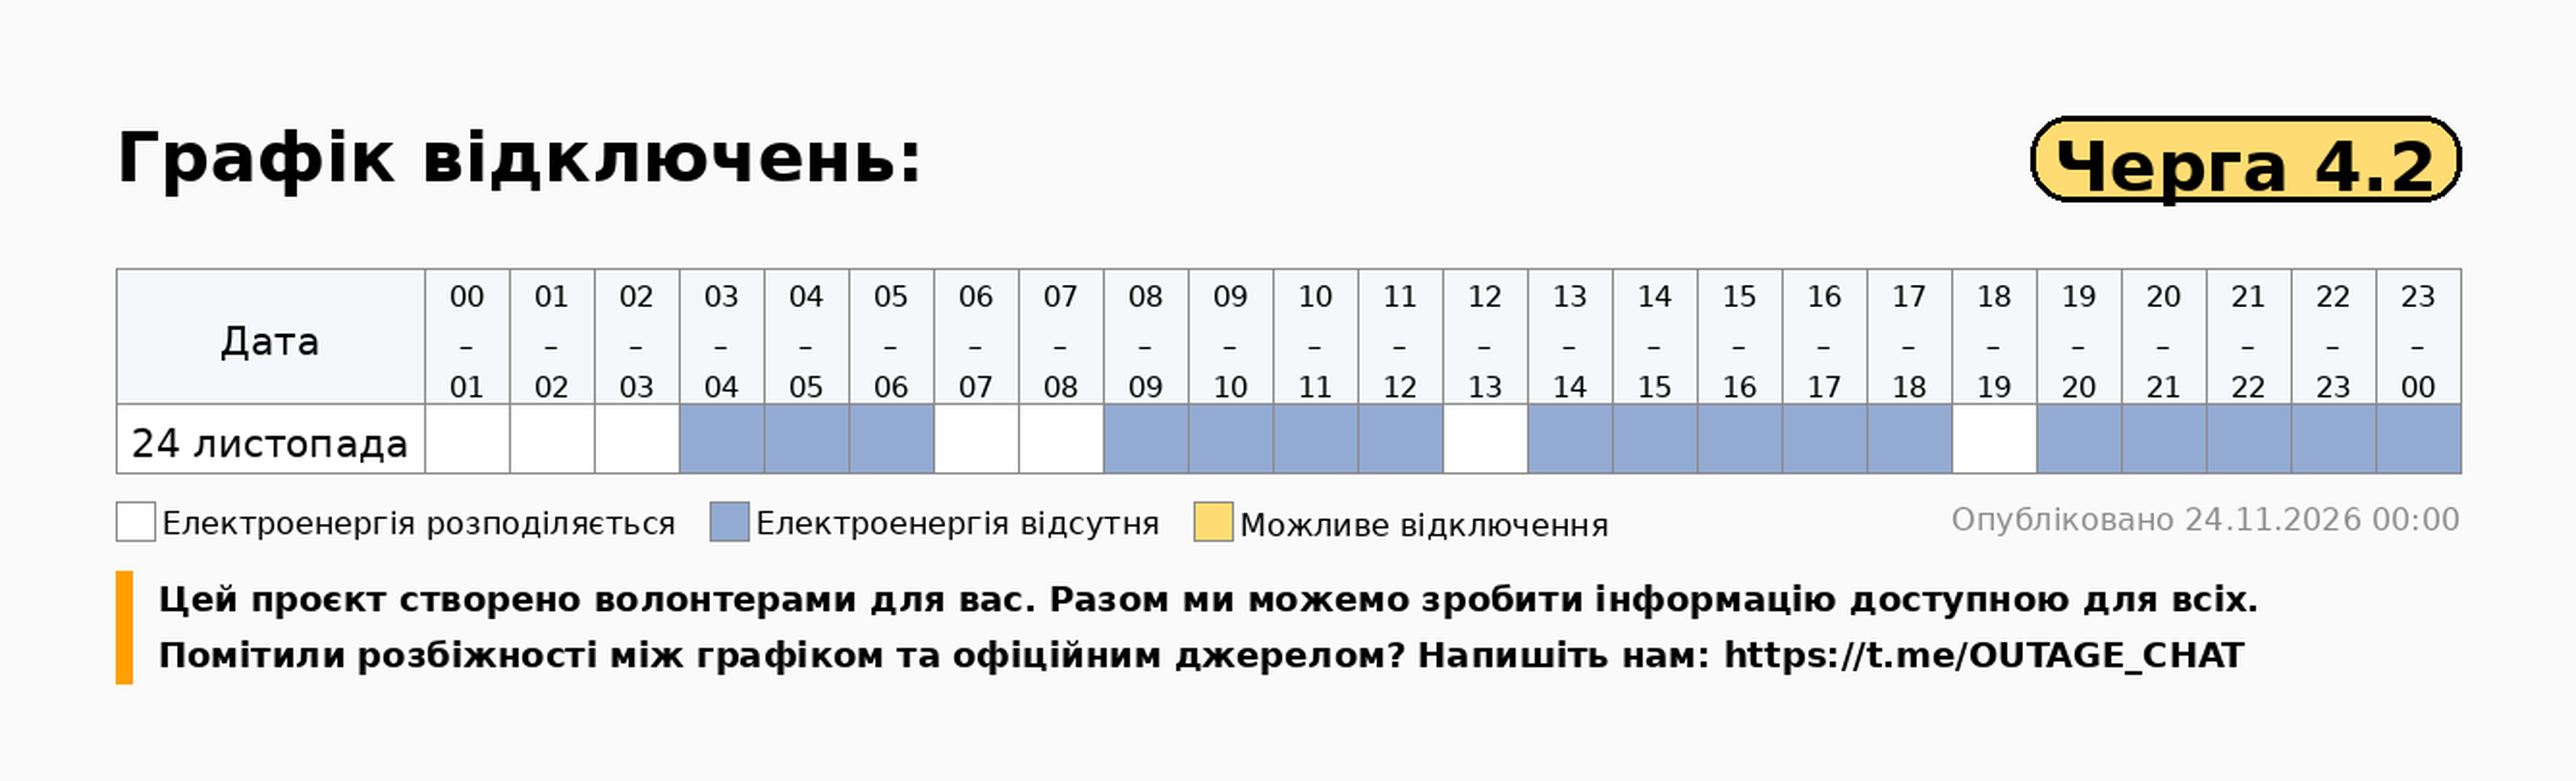 Графік відключень:
Черга 4.2
Дата
00 – 01
01 – 02
02 – 03
03 – 04
04 – 05
05 – 06
06 – 07
07 – 08
08 – 09
09 – 10
10 – 11
11 – 12
12 – 13
13 – 14
14 – 15
15 – 16
16 – 17
17 – 18
18 – 19
19 – 20
20 – 21
21 – 22
22 – 23
23 – 00
24 листопада
Електроенергія розподіляється
Електроенергія відсутня
Можливе відключення
Опубліковано 24.11.2026 00:00
Цей проєкт створено волонтерами для вас. Разом ми можемо зробити інформацію доступною для всіх.
Помітили розбіжності між графіком та офіційним джерелом? Напишіть нам: https://t.me/OUTAGE_CHAT